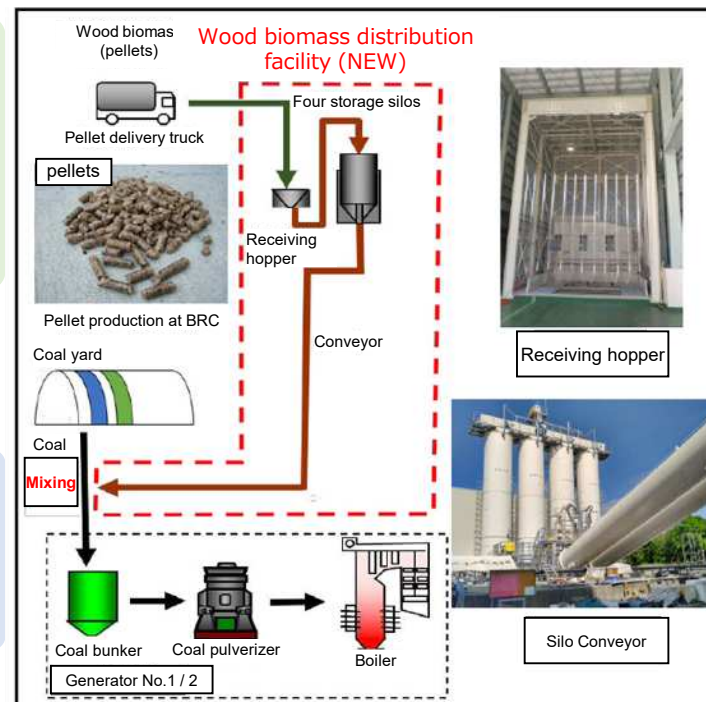 Wood biomas
(pellets)
Wood biomass distribution
facility (NEW)
Four storage silos
Pellet delivery truck
pellets
Receiving
hopper
Pellet production at BRC
Conveyor
Receiving hopper
Coal yard
Coal
Mixing
Coal bunker
Coal pulverizer
Boiler
Generator No.1 / 2
Silo Conveyor